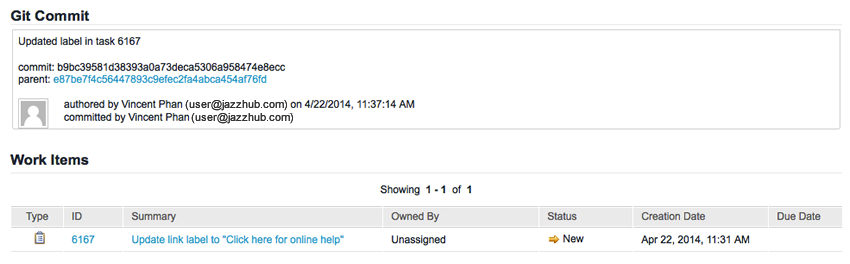 Git Commit
Updated label in task 6167
commit: b9bc39581d38393a0a73deca5306a958474e8ecc
parent: e87be7f4c56447893c9efec2fa4abca454af76fd
authored by Vincent Phan (user@jazzhub.com) on 4/22/2014, 11:37:14 AM
committed by Vincent Phan (user@jazzhub.com)
Work Items
Showing 1 - 1 of 1
Type ID Summary Owned By Status Creation Date Due Date
6167 Update link label to "Click here for online help" Unassigned New Apr 22, 2014, 11:31 AM